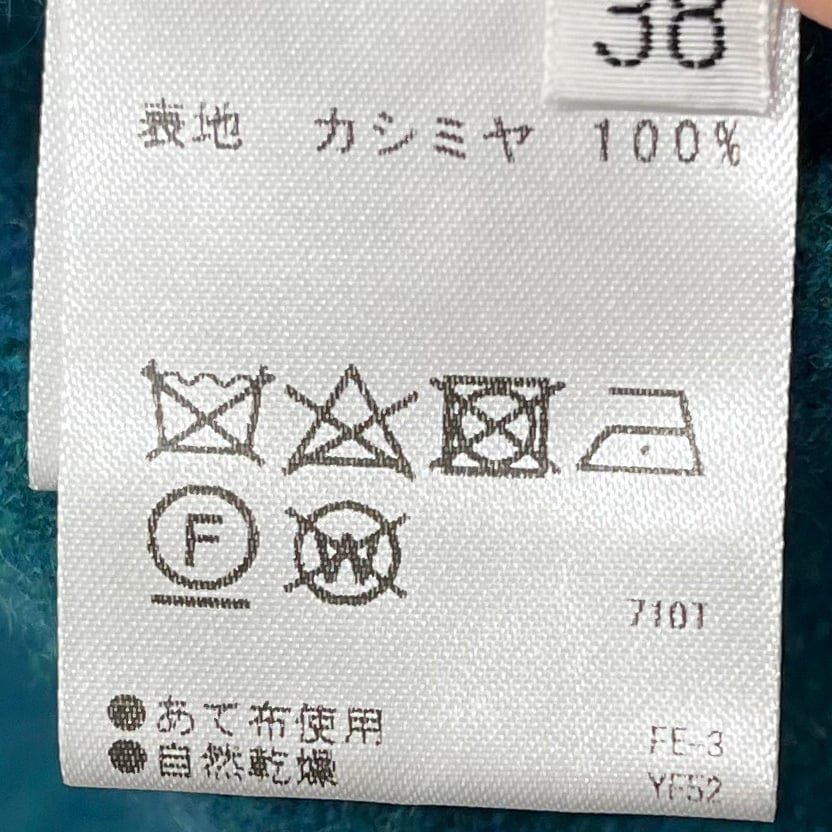 38
表地 カシミヤ 100%
F
W
710T
●あて布使用
●自然乾燥
FE-3
YF52